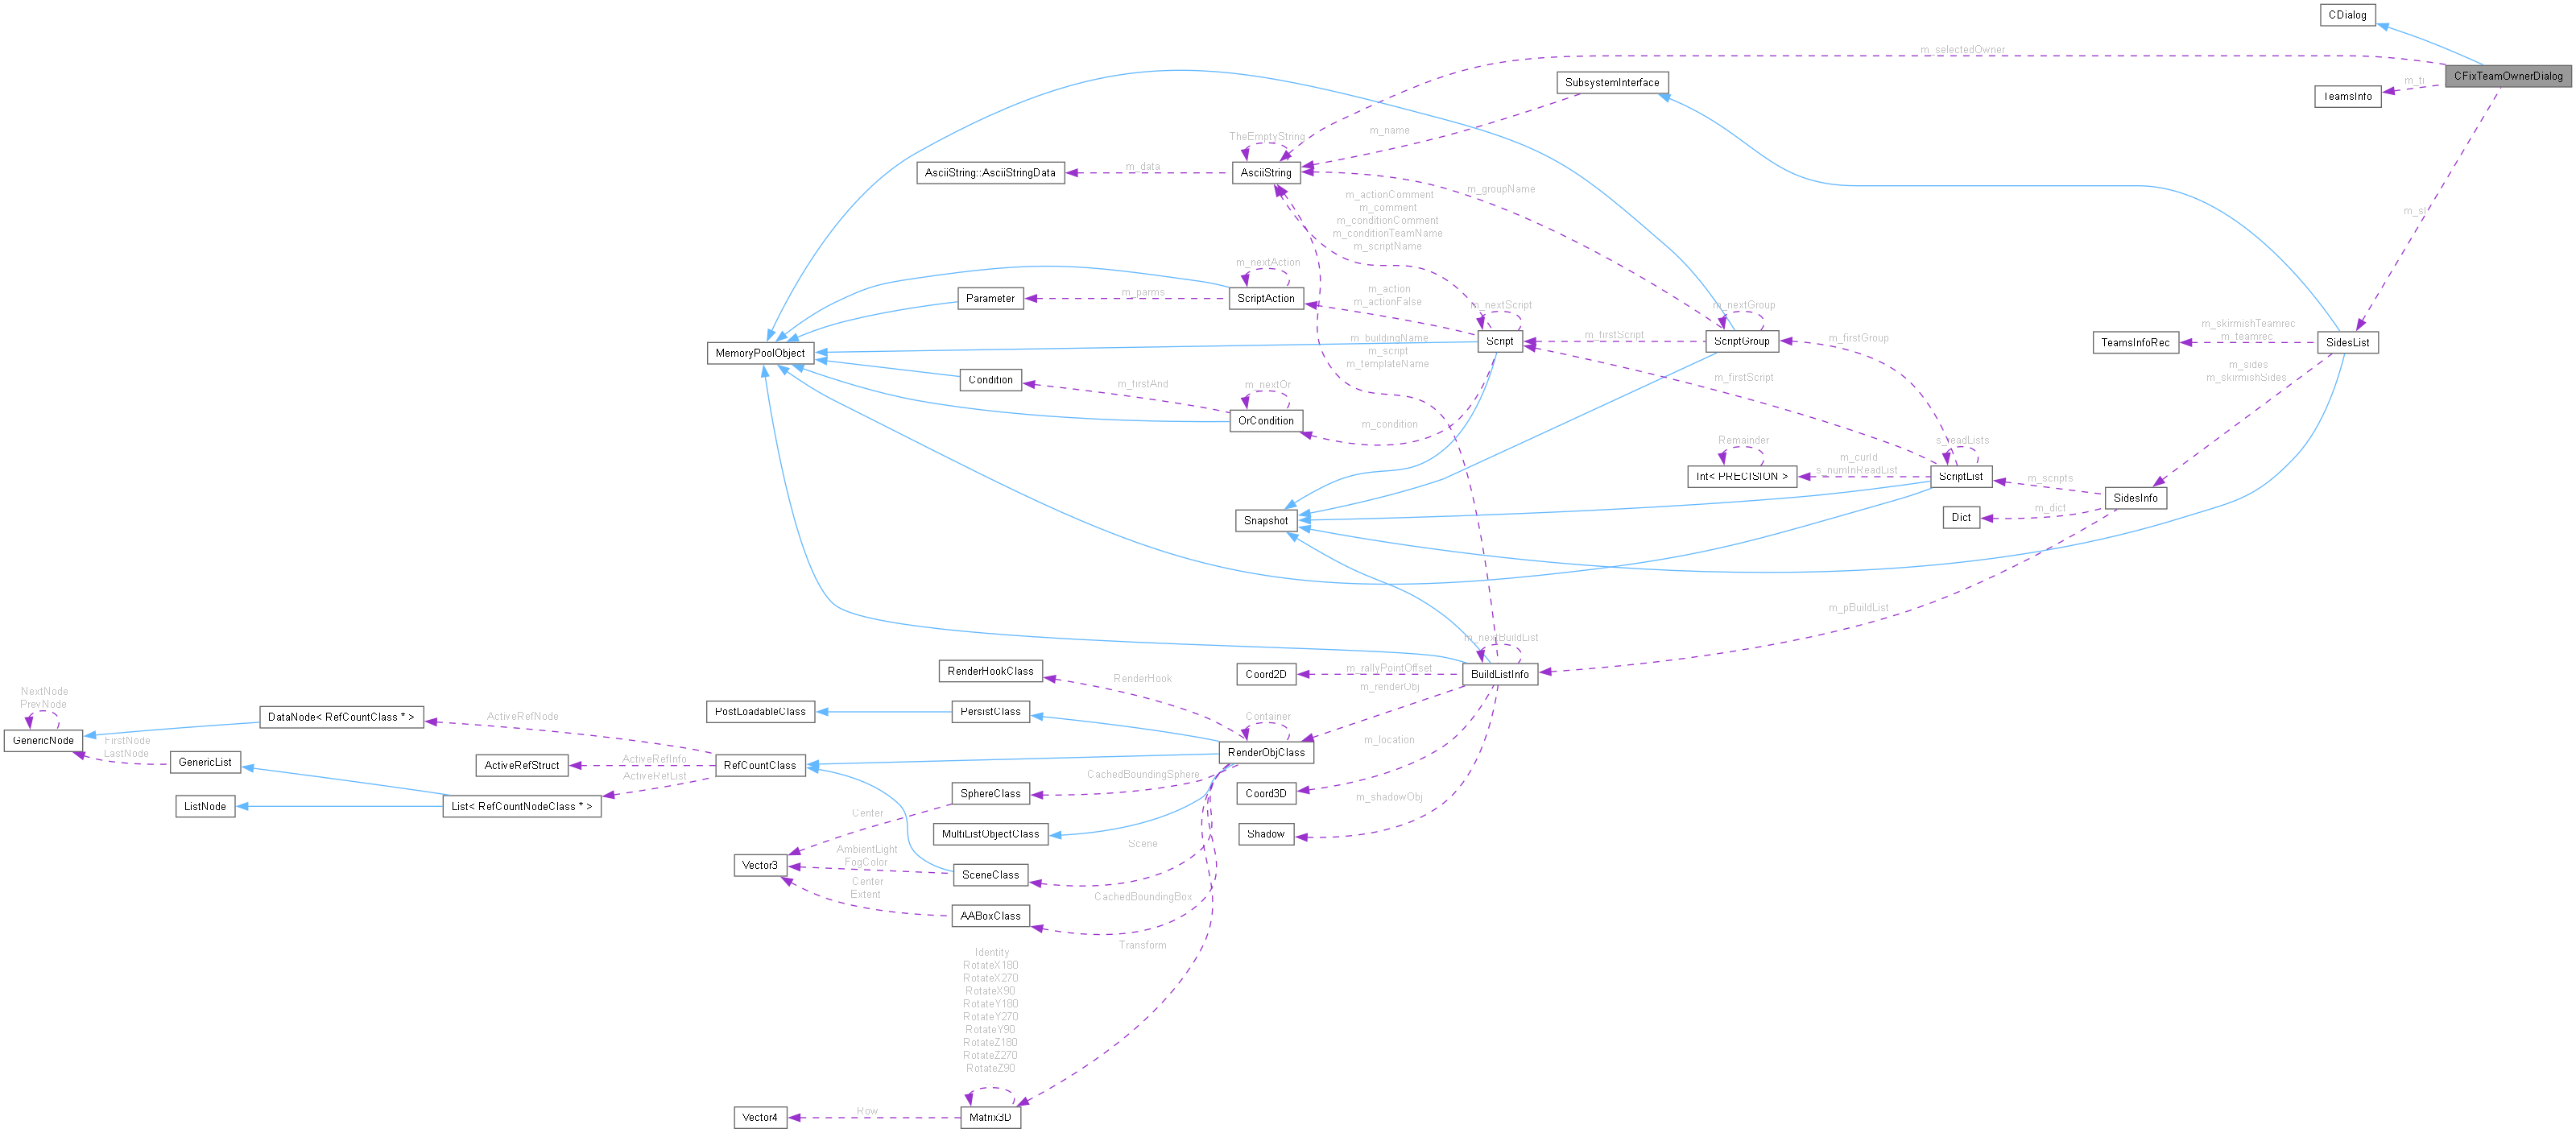 CDialog
m_selectedOwner
CFixTeamOwnerDialog
SubsystemInterface
m_ti
TeamsInfo
m_name
TheEmptyString
AsciiString::AsciiStringData
m_data
AsciiString
m_groupName
m_actionComment
m_comment
m_conditionComment
m_conditionTeamName
m_scriptName
m_sl
m_nextAction
Parameter
m_parms
ScriptAction
m_action
m_actionFalse
m_nextScript
m_nextGroup
MemoryPoolObject
m_buildingName
m_script
m_templateName
Script
m_firstScript
ScriptGroup
m_firstGroup
TeamsInfoRec
m_skirmishTeamrec
m_teamrec
SidesList
m_sides
m_skirmishSides
Condition
m_firstAnd
m_nextOr
OrCondition
m_condition
m_firstScript
Remainder
Int< PRECISION >
m_curId
s_numInReadList
s_readLists
ScriptList
m_scripts
SidesInfo
m_dict
Dict
Snapshot
m_pBuildList
m_nextBuildList
BuildListInfo
RenderHookClass
RenderHook
Coord2D
m_rallyPointOffset
m_renderObj
NextNode
PrevNode
GenericNode
DataNode< RefCountClass * >
ActiveRefNode
PostLoadableClass
PersistClass
Container
RenderObjClass
m_location
FirstNode
LastNode
GenericList
ActiveRefStruct
ActiveRefInfo
RefCountClass
ActiveRefList
ListNode
List< RefCountNodeClass * >
CachedBoundingSphere
SphereClass
Coord3D
m_shadowObj
Center
MultiListObjectClass
Shadow
Scene
Vector3
AmbientLight
FogColor
SceneClass
Center
Extent
CachedBoundingBox
AABoxClass
Transform
Identity
RotateX180
RotateX270
RotateX90
RotateY180
RotateY270
RotateY90
RotateZ180
RotateZ270
RotateZ90
Vector4
Row
Matrix3D